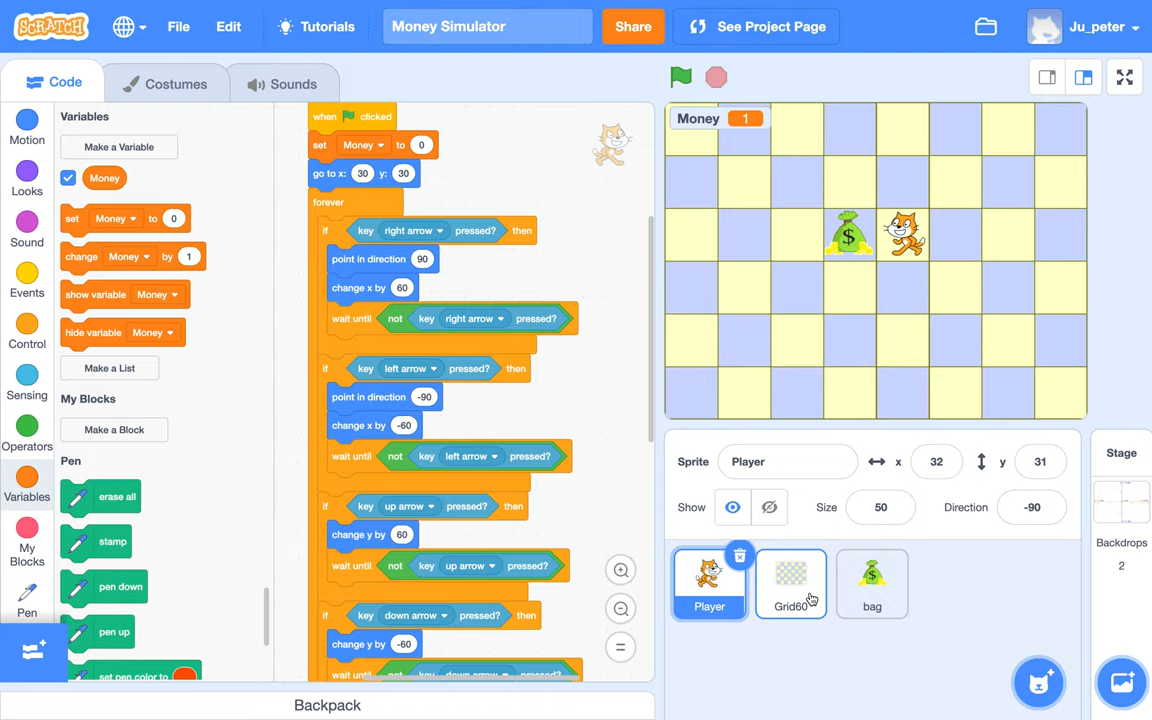 SCRATCH
File
Edit
Tutorials
Money Simulator
Share
See Project Page
Ju_peter
Code
Costumes
Sounds
Motion
Looks
Sound
Events
Control
Sensing
Operators
Variables
My
Blocks
Pen
Variables
Make a Variable
Money
set Money to 0
change Money by 1
show variable Money
hide variable Money
Make a List
My Blocks
Make a Block
Pen
erase all
stamp
pen down
pen up
set pen color to
when clicked
set Money to 0
go to x: 30 y: 30
forever
if key right arrow pressed? then
point in direction 90
change x by 60
wait until not key right arrow pressed?
if key left arrow pressed? then
point in direction -90
change x by -60
wait until not key left arrow pressed?
if key up arrow pressed? then
change y by 60
wait until not key up arrow pressed?
if key down arrow pressed? then
change y by -60
wait until not key down arrow pressed?
Backpack
Money 1
$
Sprite Player x 32 y 31
Show Size 50 Direction -90
Player
Grid60
bag
Stage
Backdrops
2